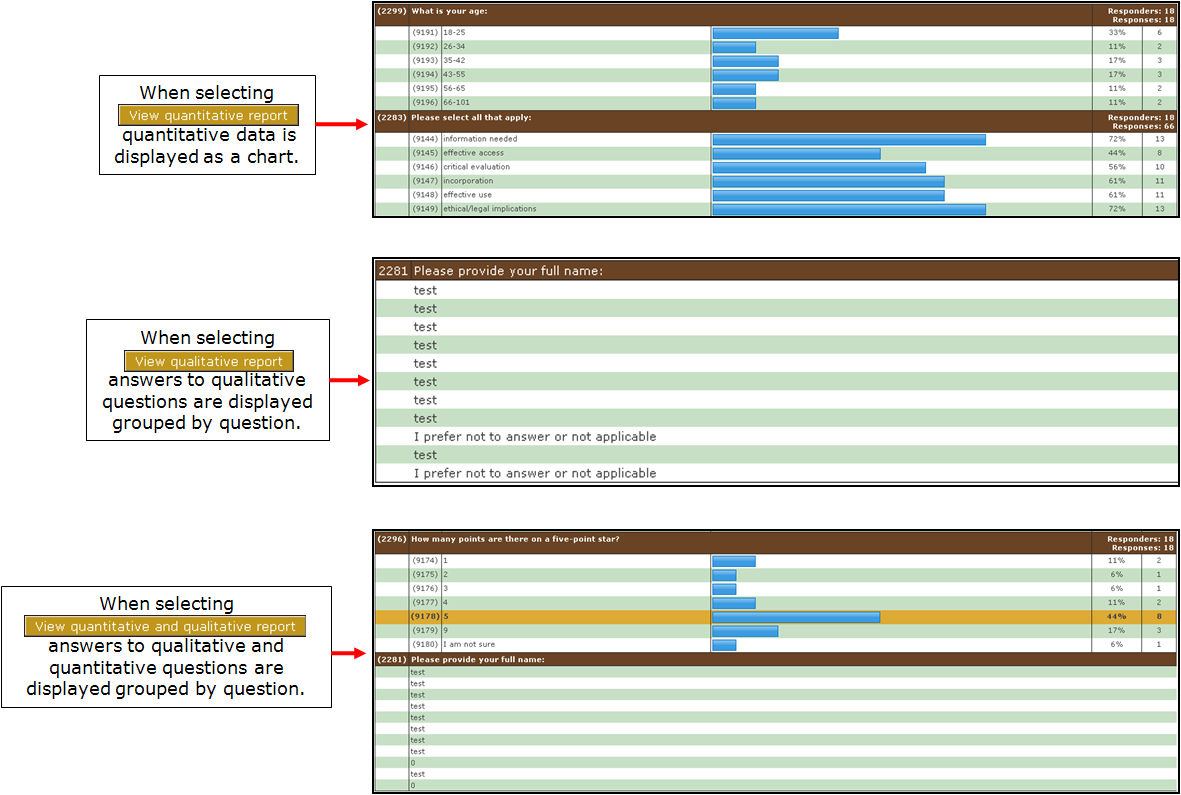 (2299) What is your age: Responders: 18
Responses: 18
(9191) 18-25 33% 6
(9192) 26-34 11% 2
(9193) 35-42 17% 3
(9194) 43-55 17% 3
(9195) 56-65 11% 2
(9196) 66-101 11% 2
(2283) Please select all that apply: Responders: 18
Responses: 66
(9144) information needed 72% 13
(9145) effective access 44% 8
(9146) critical evaluation 56% 10
(9147) incorporation 61% 11
(9148) effective use 61% 11
(9149) ethical/legal implications 72% 13
When selecting
View quantitative report
quantitative data is
displayed as a chart.
2281 Please provide your full name:
test
test
test
test
test
test
test
test
I prefer not to answer or not applicable
test
I prefer not to answer or not applicable
When selecting
View qualitative report
answers to qualitative
questions are displayed
grouped by question.
(2296) How many points are there on a five-point star? Responders: 18
Responses: 18
(9174) 1 11% 2
(9175) 2 6% 1
(9176) 3 6% 1
(9177) 4 11% 2
(9178) 5 44% 8
(9179) 9 17% 3
(9180) I am not sure 6% 1
(2281) Please provide your full name:
test
test
test
test
test
test
test
test
0
test
0
When selecting
View quantitative and qualitative report
answers to qualitative and
quantitative questions are
displayed grouped by question.